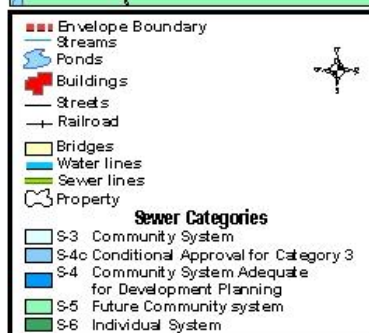 Envelope Boundary
Streams
Ponds
Buildings
Streets
Railroad
Bridges
Water lines
Sewer lines
Property
Sewer Categories
S-3 Community System
S-4c Conditional Approval for Category 3
S-4 Community System Adequate
for Development Planning
S-5 Future Community system
S-6 Individual System